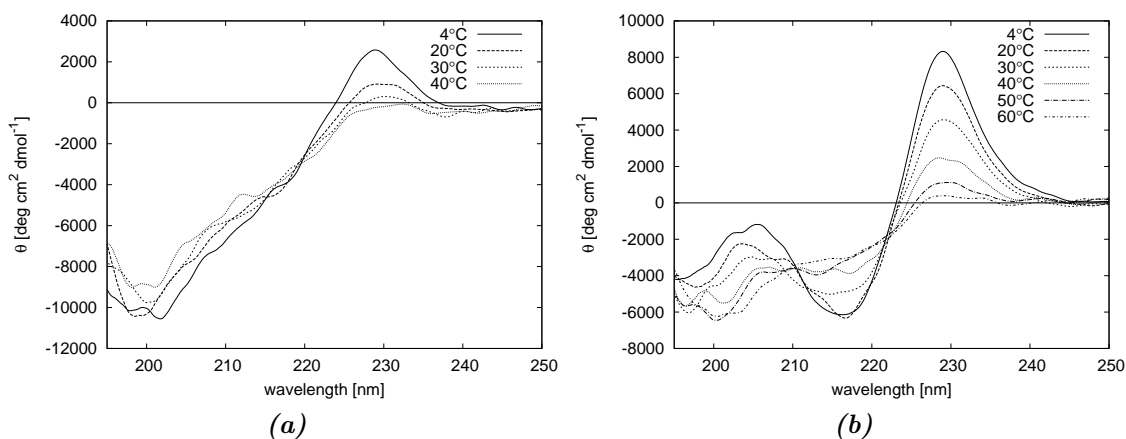 4000
2000
0
-2000
-4000
-6000
-8000
-10000
-12000
200
210
220
230
240
250
θ [deg cm² dmol⁻¹]
wavelength [nm]
4°C
20°C
30°C
40°C
(a)
10000
8000
6000
4000
2000
0
-2000
-4000
-6000
-8000
200
210
220
230
240
250
θ [deg cm² dmol⁻¹]
wavelength [nm]
4°C
20°C
30°C
40°C
50°C
60°C
(b)